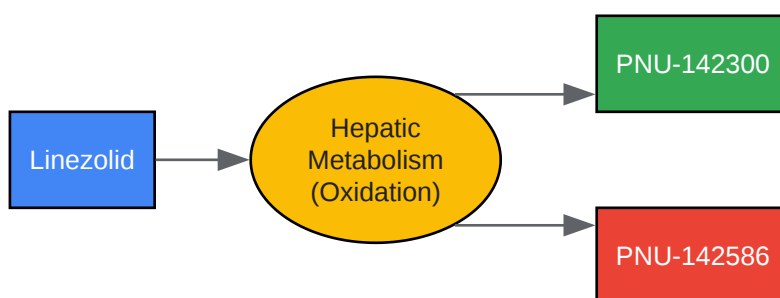 Linezolid
Hepatic
Metabolism
(Oxidation)
PNU-142300
PNU-142586